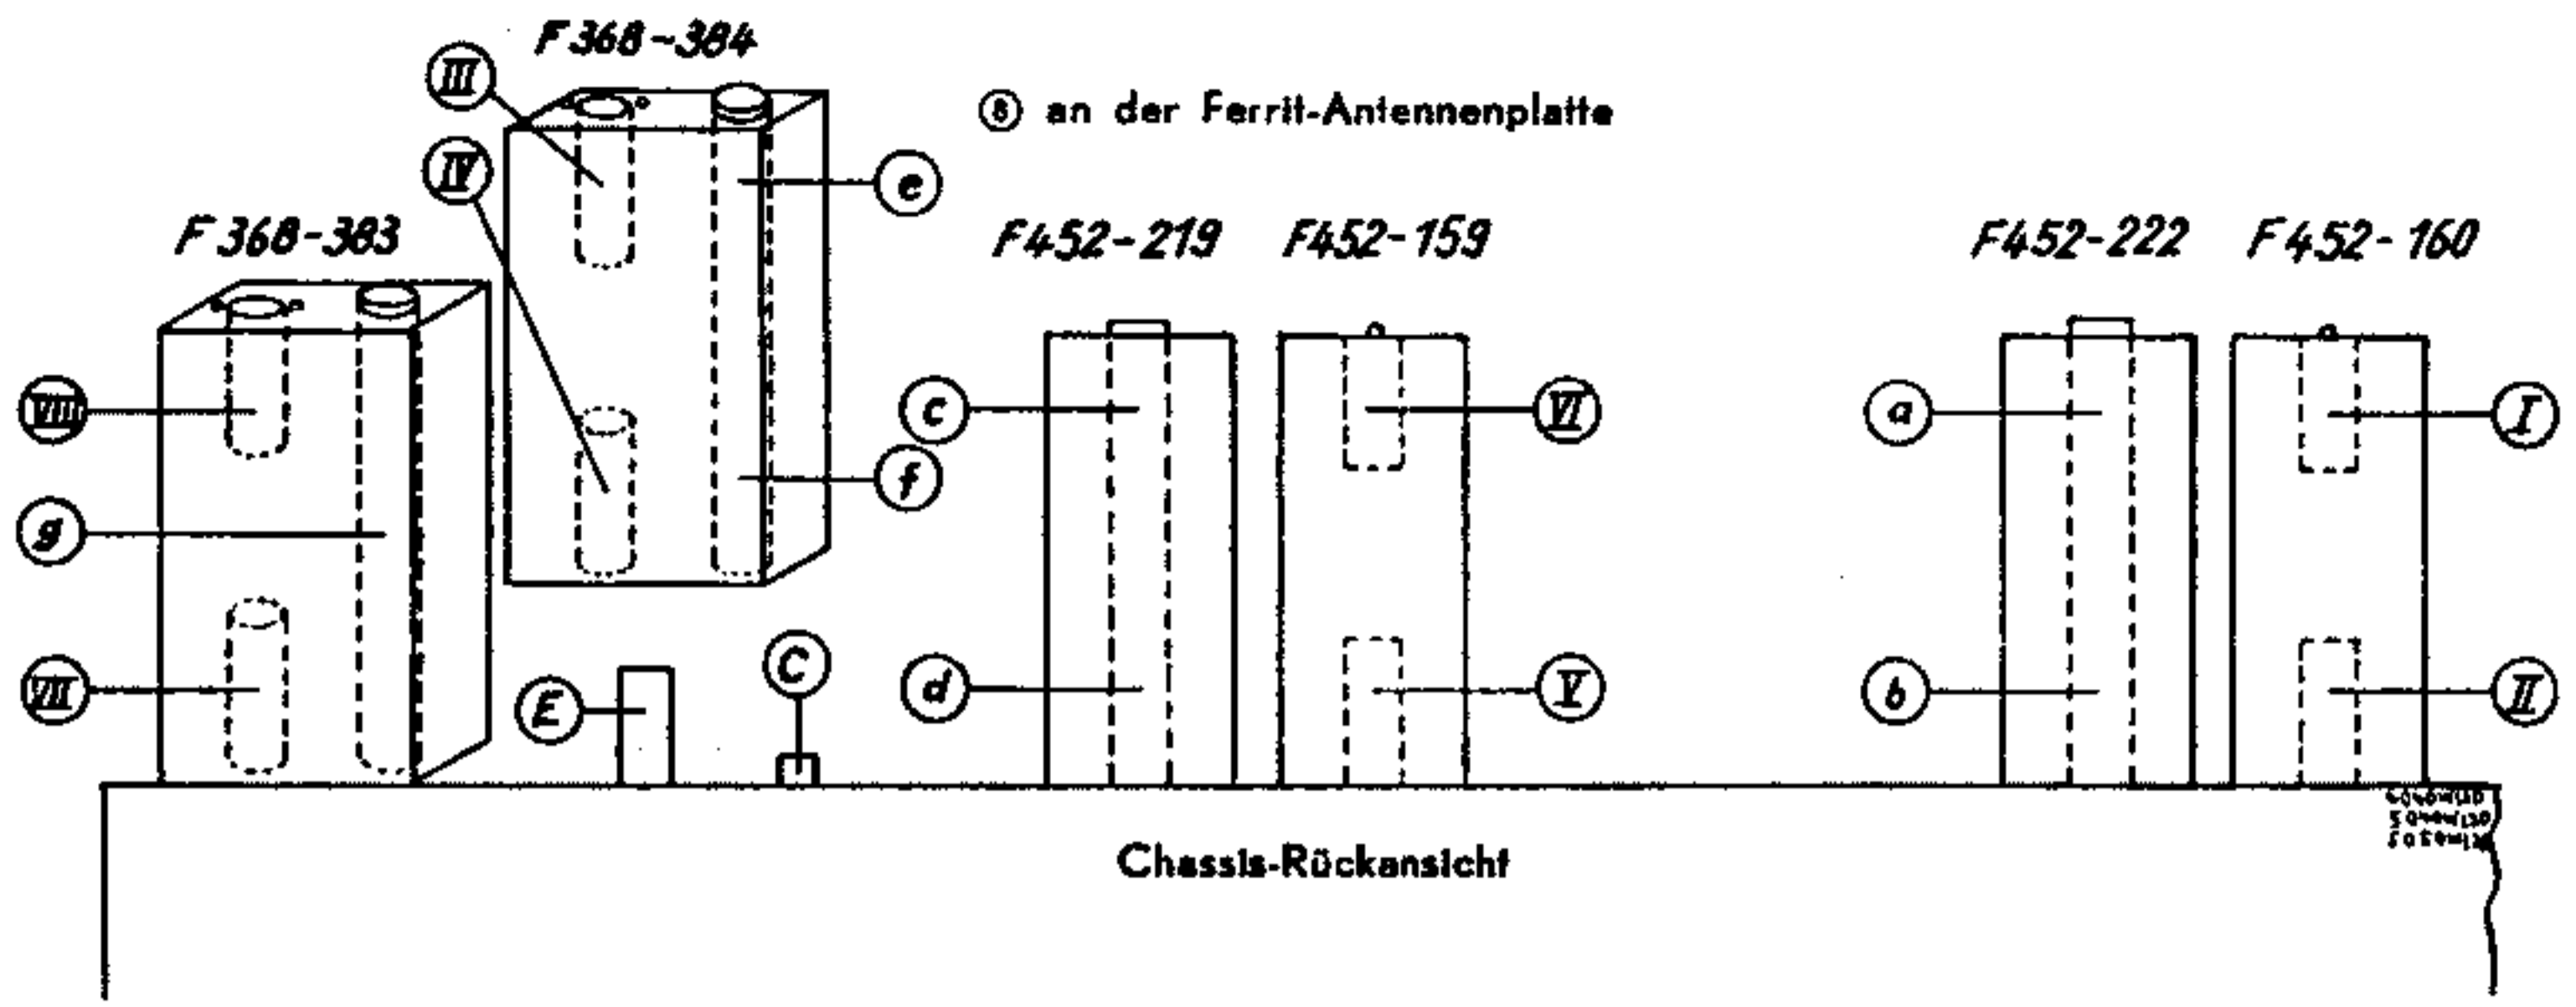 F 368-384
III
⑧ an der Ferrit-Antennenplatte
IV
e
F 368-383
F452-219
F452-159
F452-222
F 452-160
VIII
c
VI
a
I
f
g
VII
E
C
d
V
b
II
Chassis-Rückansicht